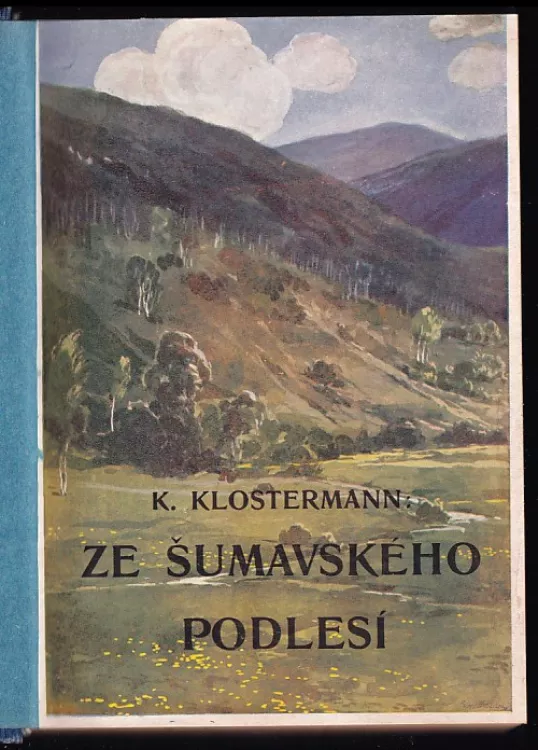 K. KLOSTERMANN:
ZE ŠUMAVSKÉHO
PODLESÍ